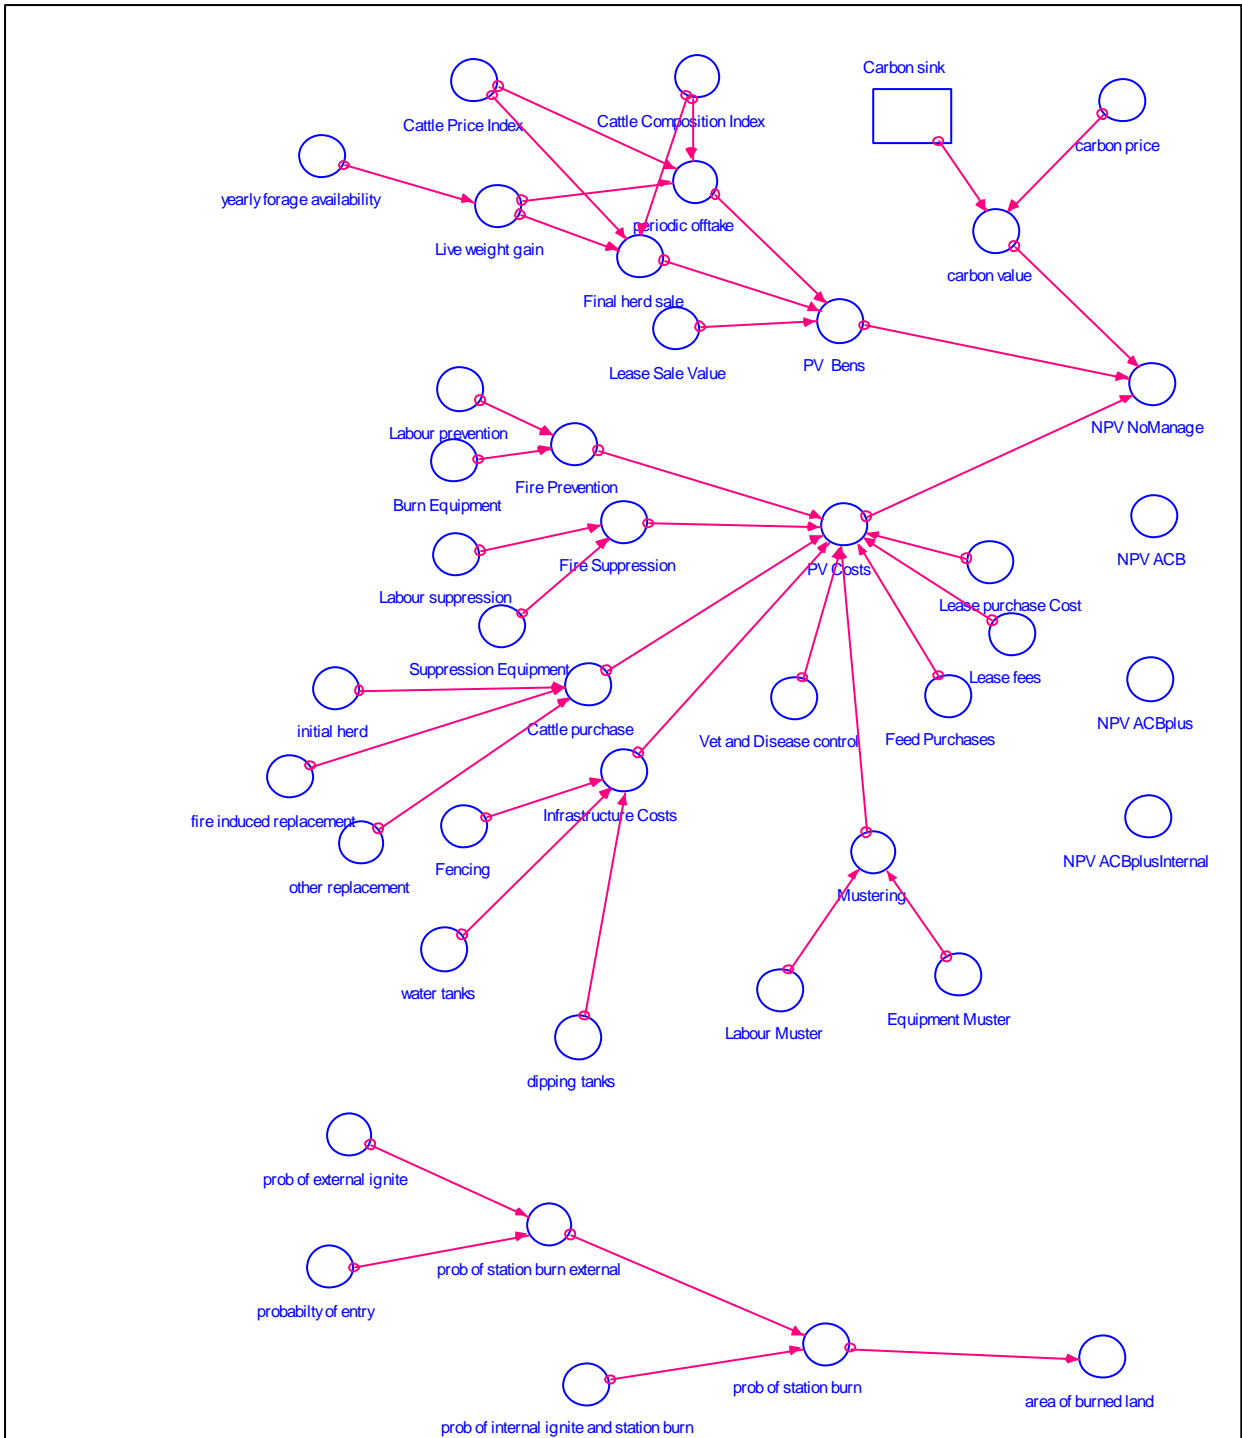 Carbon sink
Cattle Price Index
Cattle Composition Index
carbon price
yearly forage availability
periodic offtake
Live weight gain
carbon value
Final herd sale
Lease Sale Value
PV Bens
NPV NoManage
Labour prevention
Fire Prevention
Burn Equipment
NPV ACB
Fire Suppression
PV Costs
Labour suppression
Lease purchase Cost
Suppression Equipment
Lease fees
initial herd
Cattle purchase
Vet and Disease control
Feed Purchases
NPV ACBplus
fire induced replacement
Infrastructure Costs
Fencing
NPV ACBplusInternal
other replacement
Mustering
water tanks
Equipment Muster
Labour Muster
dipping tanks
prob of external ignite
prob of station burn external
probabilty of entry
prob of station burn
area of burned land
prob of internal ignite and station burn